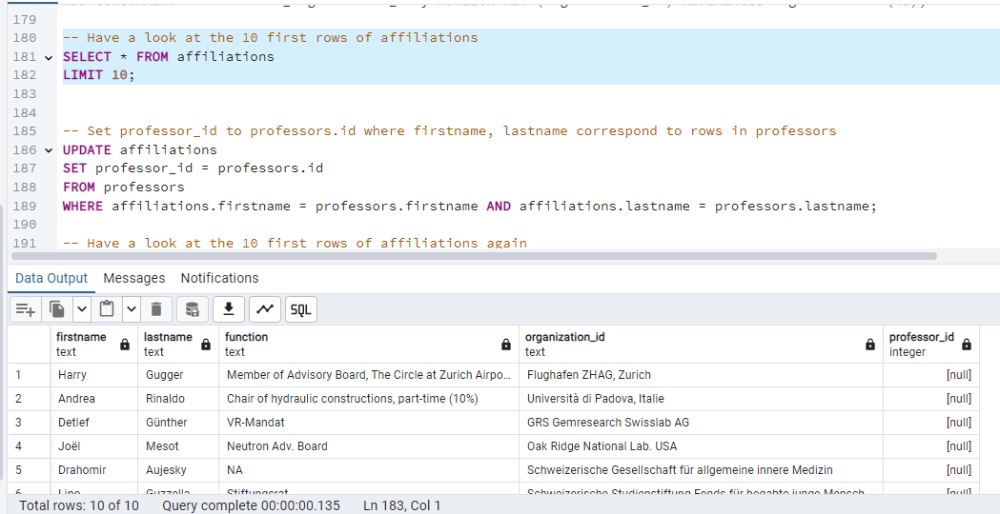 179
180 -- Have a look at the 10 first rows of affiliations
181 SELECT * FROM affiliations
182 LIMIT 10;
183
184
185 -- Set professor_id to professors.id where firstname, lastname correspond to rows in professors
186 UPDATE affiliations
187 SET professor_id = professors.id
188 FROM professors
189 WHERE affiliations.firstname = professors.firstname AND affiliations.lastname = professors.lastname;
190
191 -- Have a look at the 10 first rows of affiliations again
Data Output Messages Notifications
SQL
firstname lastname function organization_id professor_id
text text text text integer
1 Harry Gugger Member of Advisory Board, The Circle at Zurich Airpo... Flughafen ZHAG, Zurich [null]
2 Andrea Rinaldo Chair of hydraulic constructions, part-time (10%) Università di Padova, Italie [null]
3 Detlef Günther VR-Mandat GRS Gemresearch Swisslab AG [null]
4 Joël Mesot Neutron Adv. Board Oak Ridge National Lab. USA [null]
5 Drahomir Aujesky NA Schweizerische Gesellschaft für allgemeine innere Medizin [null]
6 Lino Guzzella Stiftungsrat Schweizerische Studienstiftung Fonds für begabte junge Mensch [null]
Total rows: 10 of 10 Query complete 00:00:00.135 Ln 183, Col 1